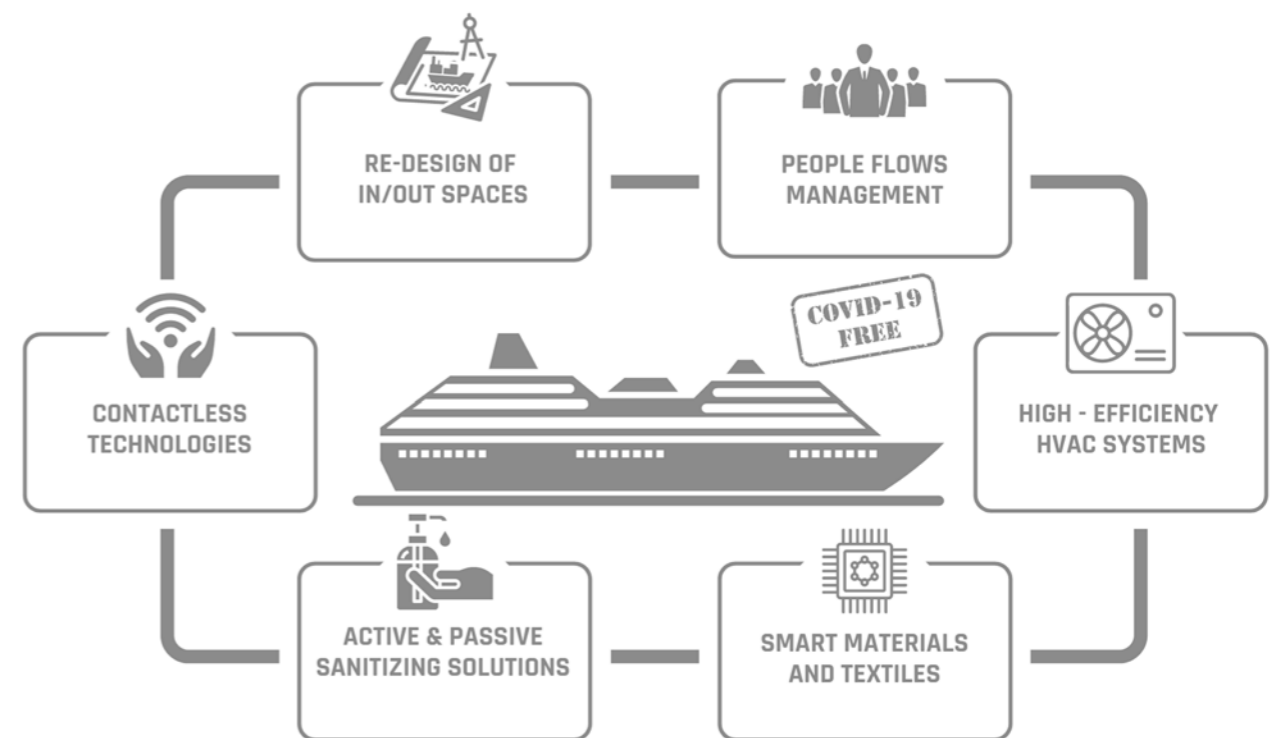 RE-DESIGN OF
IN/OUT SPACES
PEOPLE FLOWS
MANAGEMENT
COVID-19
FREE
CONTACTLESS
TECHNOLOGIES
HIGH - EFFICIENCY
HVAC SYSTEMS
ACTIVE & PASSIVE
SANITIZING SOLUTIONS
SMART MATERIALS
AND TEXTILES